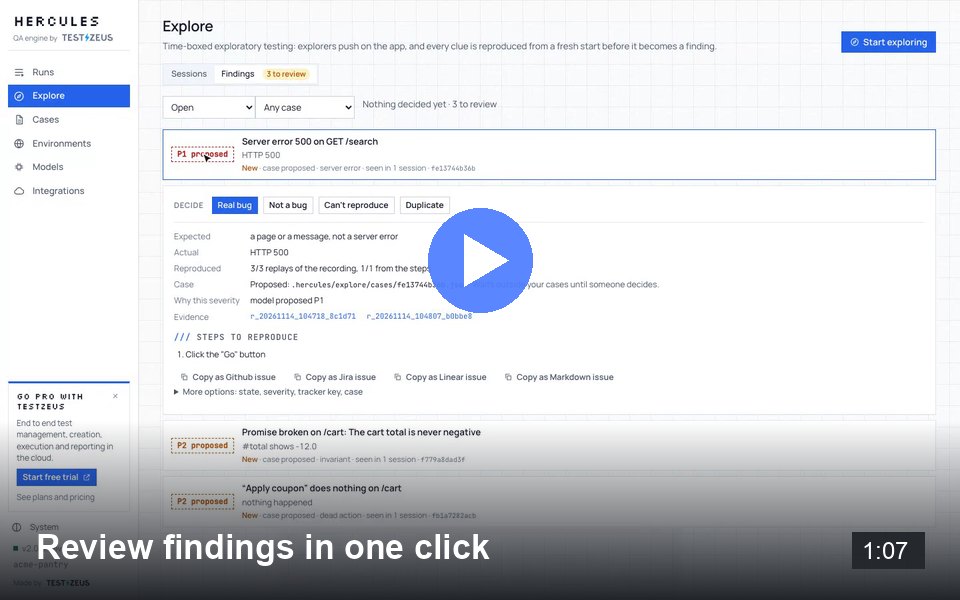 HERCULES
QA engine by TESTZEUS
Runs
Explore
Cases
Environments
Models
Integrations
GO PRO WITH
TESTZEUS
×
End to end test
management, creation,
execution and reporting in
the cloud.
Start free trial
See plans and pricing
System
acme-pantry
Made by TESTZEUS
Explore
Time-boxed exploratory testing: explorers push on the app, and every clue is reproduced from a fresh start before it becomes a finding.
Start exploring
Sessions Findings 3 to review
Open Any case Nothing decided yet · 3 to review
P1 proposed
Server error 500 on GET /search
HTTP 500
New · case proposed · server error · seen in 1 session · fe13744b36b
DECIDE Real bug Not a bug Can't reproduce Duplicate
Expected a page or a message, not a server error
Actual HTTP 500
Reproduced 3/3 replays of the recording, 1/1 from the steps
Case Proposed: .hercules/explore/cases/fe13744b your cases until someone decides.
Why this severity model proposed P1
Evidence r_20261114_104718_8c1d71 r_20261114_104807_b0bbe8
/// STEPS TO REPRODUCE
1. Click the "Go" button
Copy as Github issue Copy as Jira issue Copy as Linear issue Copy as Markdown issue
More options: state, severity, tracker key, case
P2 proposed
Promise broken on /cart: The cart total is never negative
#total shows -12.0
New · case proposed · invariant · seen in 1 session · f779a8dad3f
P2 proposed
“Apply coupon” does nothing on /cart
nothing happened
New · case proposed · dead action · seen in 1 session · fb1a7282acb
Review findings in one click
1:07